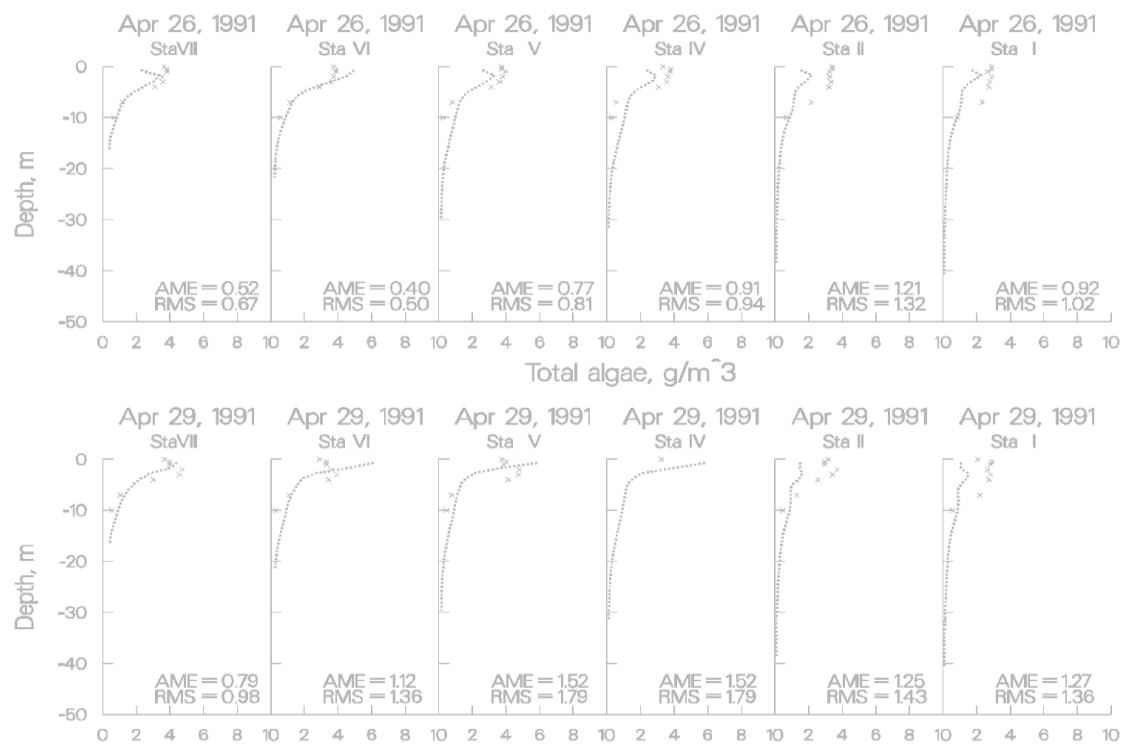 Apr 26, 1991 Apr 26, 1991 Apr 26, 1991 Apr 26, 1991 Apr 26, 1991 Apr 26, 1991
Sta VII Sta VI Sta V Sta IV Sta II Sta I
0
-10
-20
-30
-40
-50
Depth, m
AME = 0.52 AME = 0.40 AME = 0.77 AME = 0.91 AME = 1.21 AME = 0.92
RMS = 0.67 RMS = 0.50 RMS = 0.81 RMS = 0.94 RMS = 1.32 RMS = 1.02
0 2 4 6 8 10 2 4 6 8 10 2 4 6 8 10 2 4 6 8 10 2 4 6 8 10 2 4 6 8 10
Total algae, g/m^3
Apr 29, 1991 Apr 29, 1991 Apr 29, 1991 Apr 29, 1991 Apr 29, 1991 Apr 29, 1991
Sta VII Sta VI Sta V Sta IV Sta II Sta I
0
-10
-20
-30
-40
-50
Depth, m
AME = 0.79 AME = 1.12 AME = 1.52 AME = 1.52 AME = 1.25 AME = 1.27
RMS = 0.98 RMS = 1.36 RMS = 1.79 RMS = 1.79 RMS = 1.43 RMS = 1.36
0 2 4 6 8 10 2 4 6 8 10 2 4 6 8 10 2 4 6 8 10 2 4 6 8 10 2 4 6 8 10